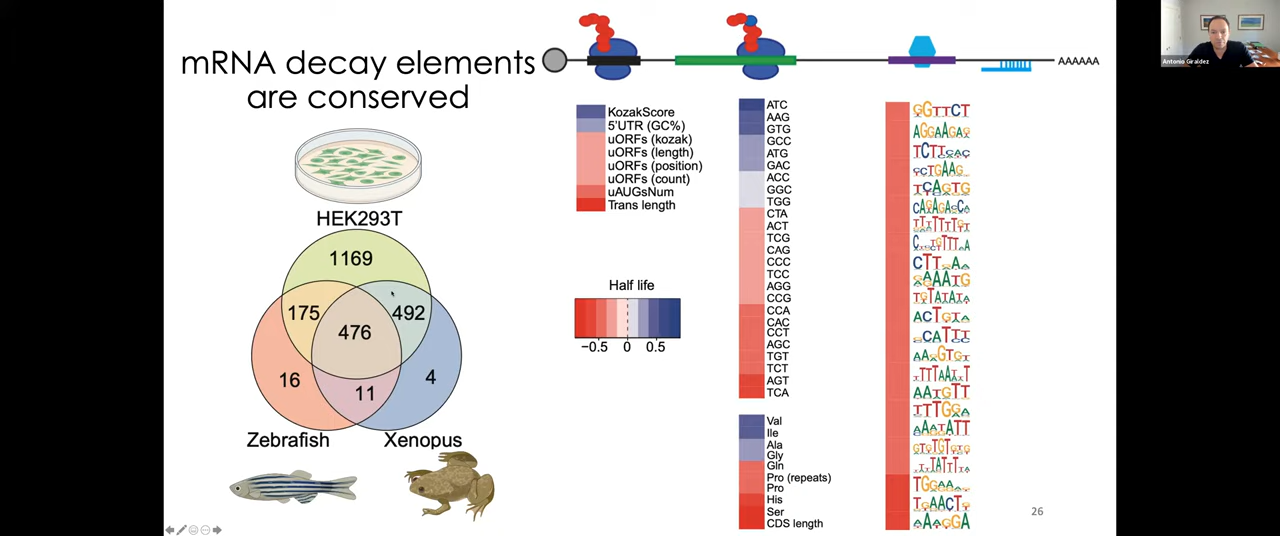 mRNA decay elements
are conserved
AAAAAA
Antonio Giraldez
HEK293T
1169
175
492
476
16
11
4
Zebrafish
Xenopus
KozakScore
5'UTR (GC%)
uORFs (kozak)
uORFs (length)
uORFs (position)
uORFs (count)
uAUGsNum
Trans length
Half life
−0.5
0
0.5
ATC
AAG
GTG
GCC
ATG
GAC
ACC
GGC
TGG
CTA
ACT
TCG
CAG
CCC
TCC
AGG
CCG
CCA
CAC
CCT
AGC
TGT
TCT
AGT
TCA
Val
Ile
Ala
Gly
Gln
Pro (repeats)
Pro
His
Ser
CDS length
26